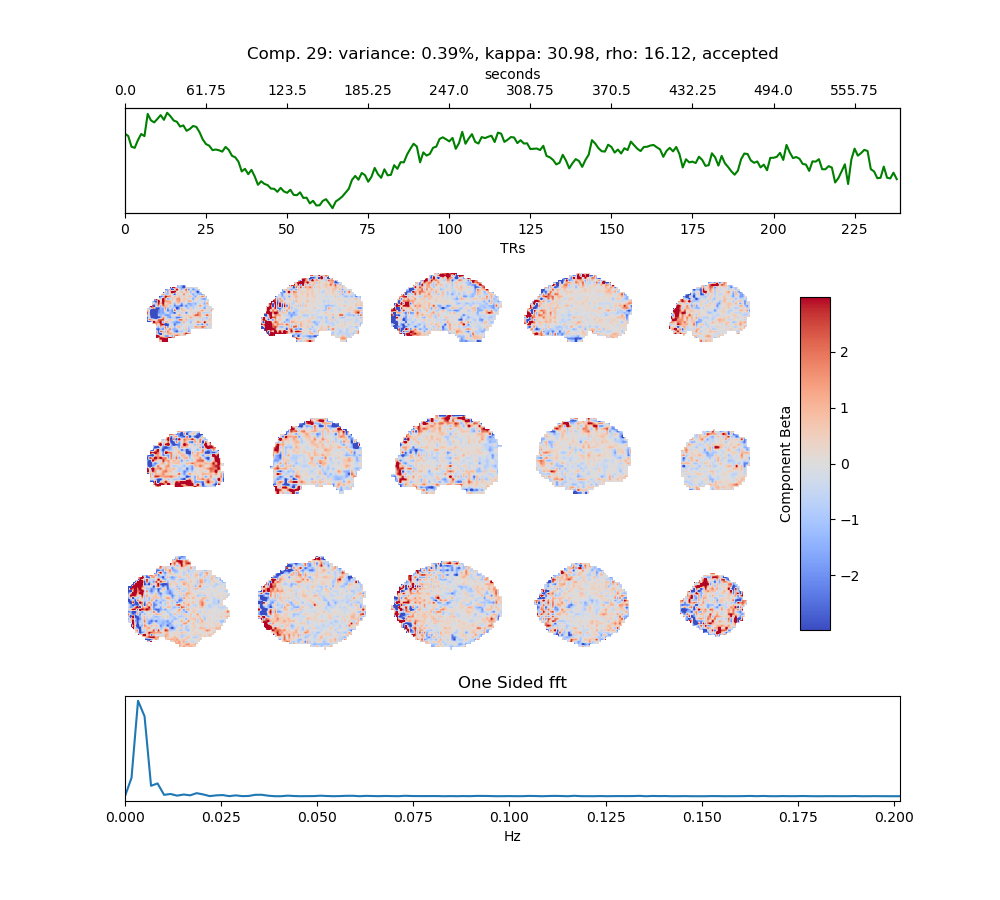 Comp. 29: variance: 0.39%, kappa: 30.98, rho: 16.12, accepted
seconds
0.0 61.75 123.5 185.25 247.0 308.75 370.5 432.25 494.0 555.75
0 25 50 75 100 125 150 175 200 225
TRs
2
1
0
−1
−2
Component Beta
One Sided fft
0.000 0.025 0.050 0.075 0.100 0.125 0.150 0.175 0.200
Hz